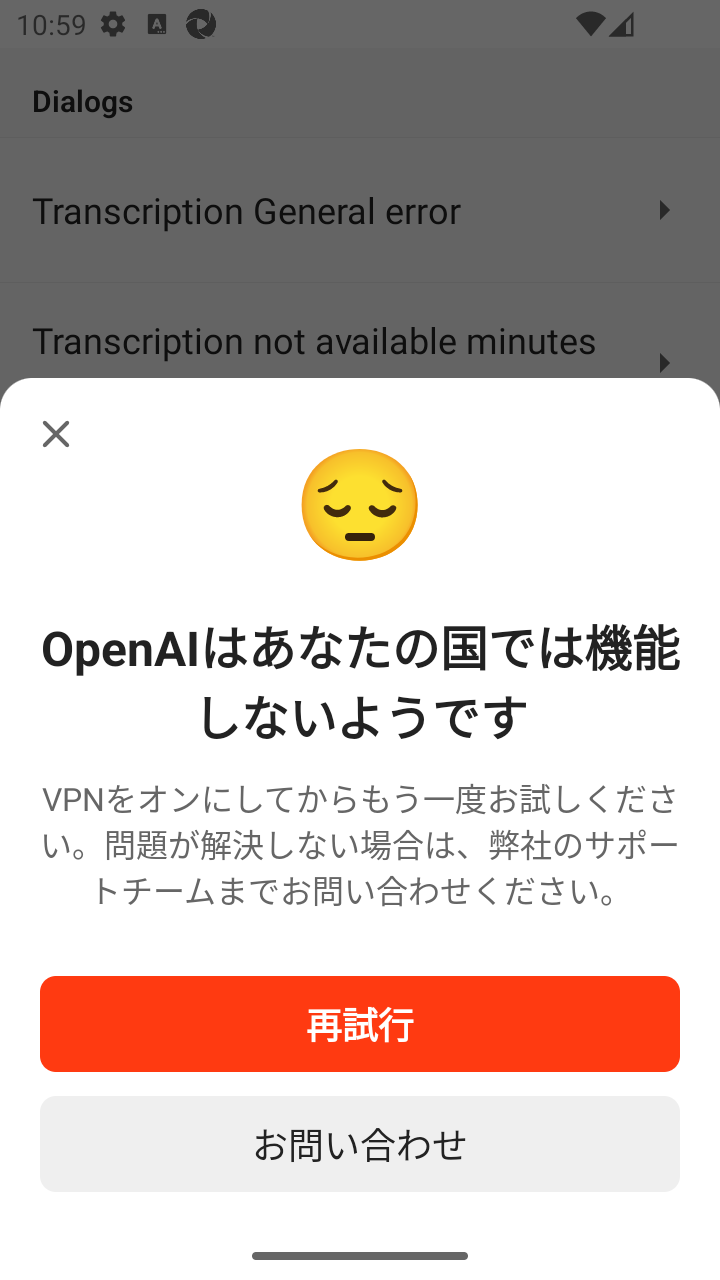 10:59
Dialogs
Transcription General error
Transcription not available minutes
OpenAIはあなたの国では機能
しないようです
VPNをオンにしてからもう一度お試しくださ
い。問題が解決しない場合は、弊社のサポー
トチームまでお問い合わせください。
再試行
お問い合わせ